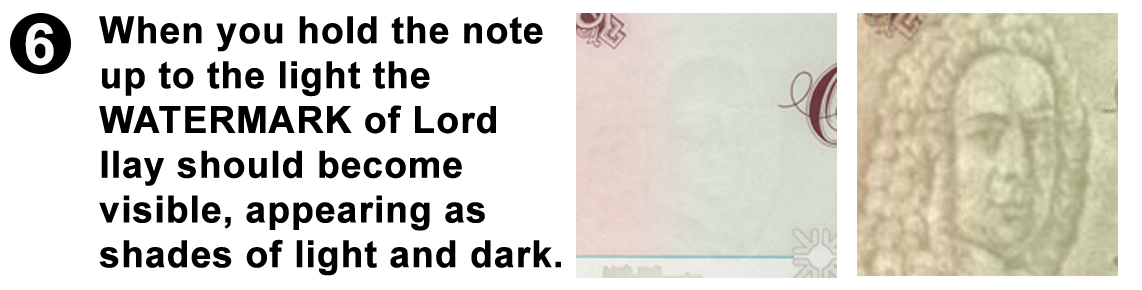 6
When you hold the note
up to the light the
WATERMARK of Lord
Ilay should become
visible, appearing as
shades of light and dark.